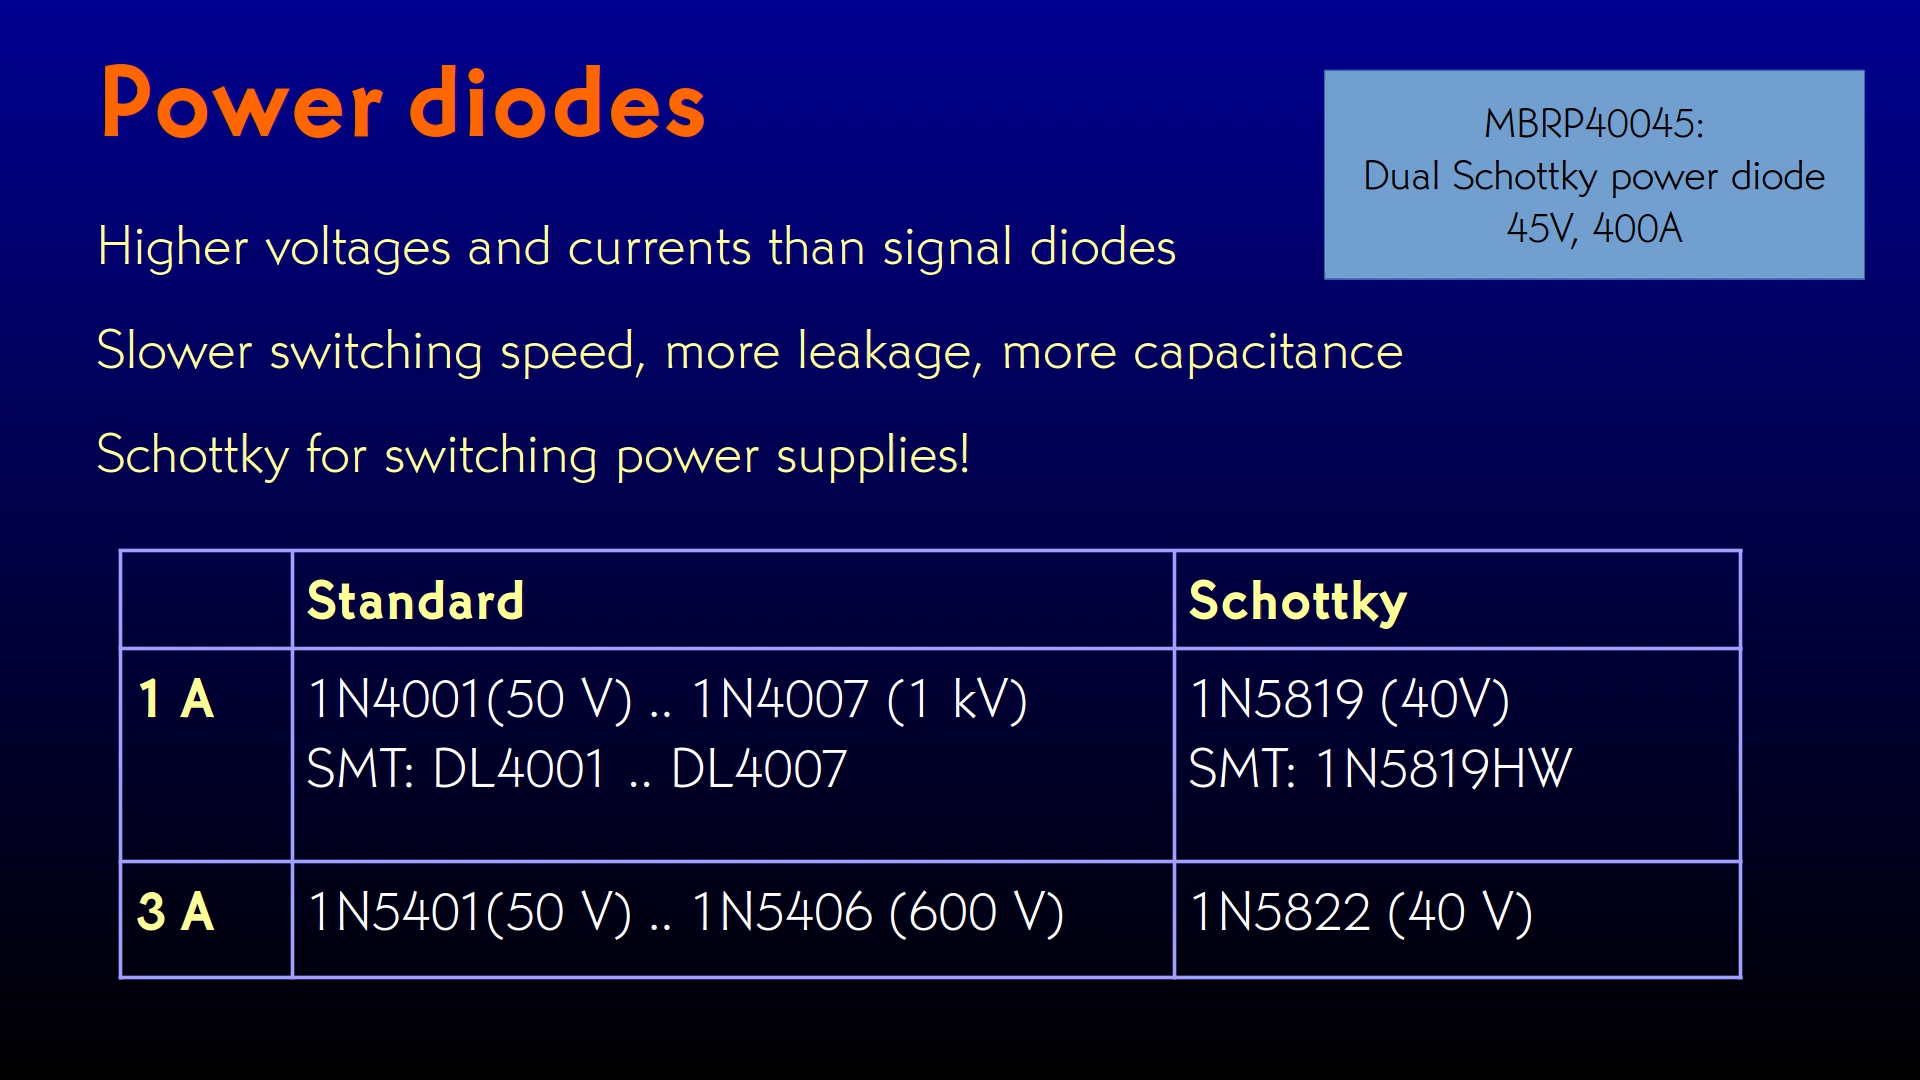 Power diodes
MBRP40045:
Dual Schottky power diode
45V, 400A
Higher voltages and currents than signal diodes
Slower switching speed, more leakage, more capacitance
Schottky for switching power supplies!
Standard
Schottky
1 A
1N4001(50 V) .. 1N4007 (1 kV)
SMT: DL4001 .. DL4007
1N5819 (40V)
SMT: 1N5819HW
3 A
1N5401(50 V) .. 1N5406 (600 V)
1N5822 (40 V)